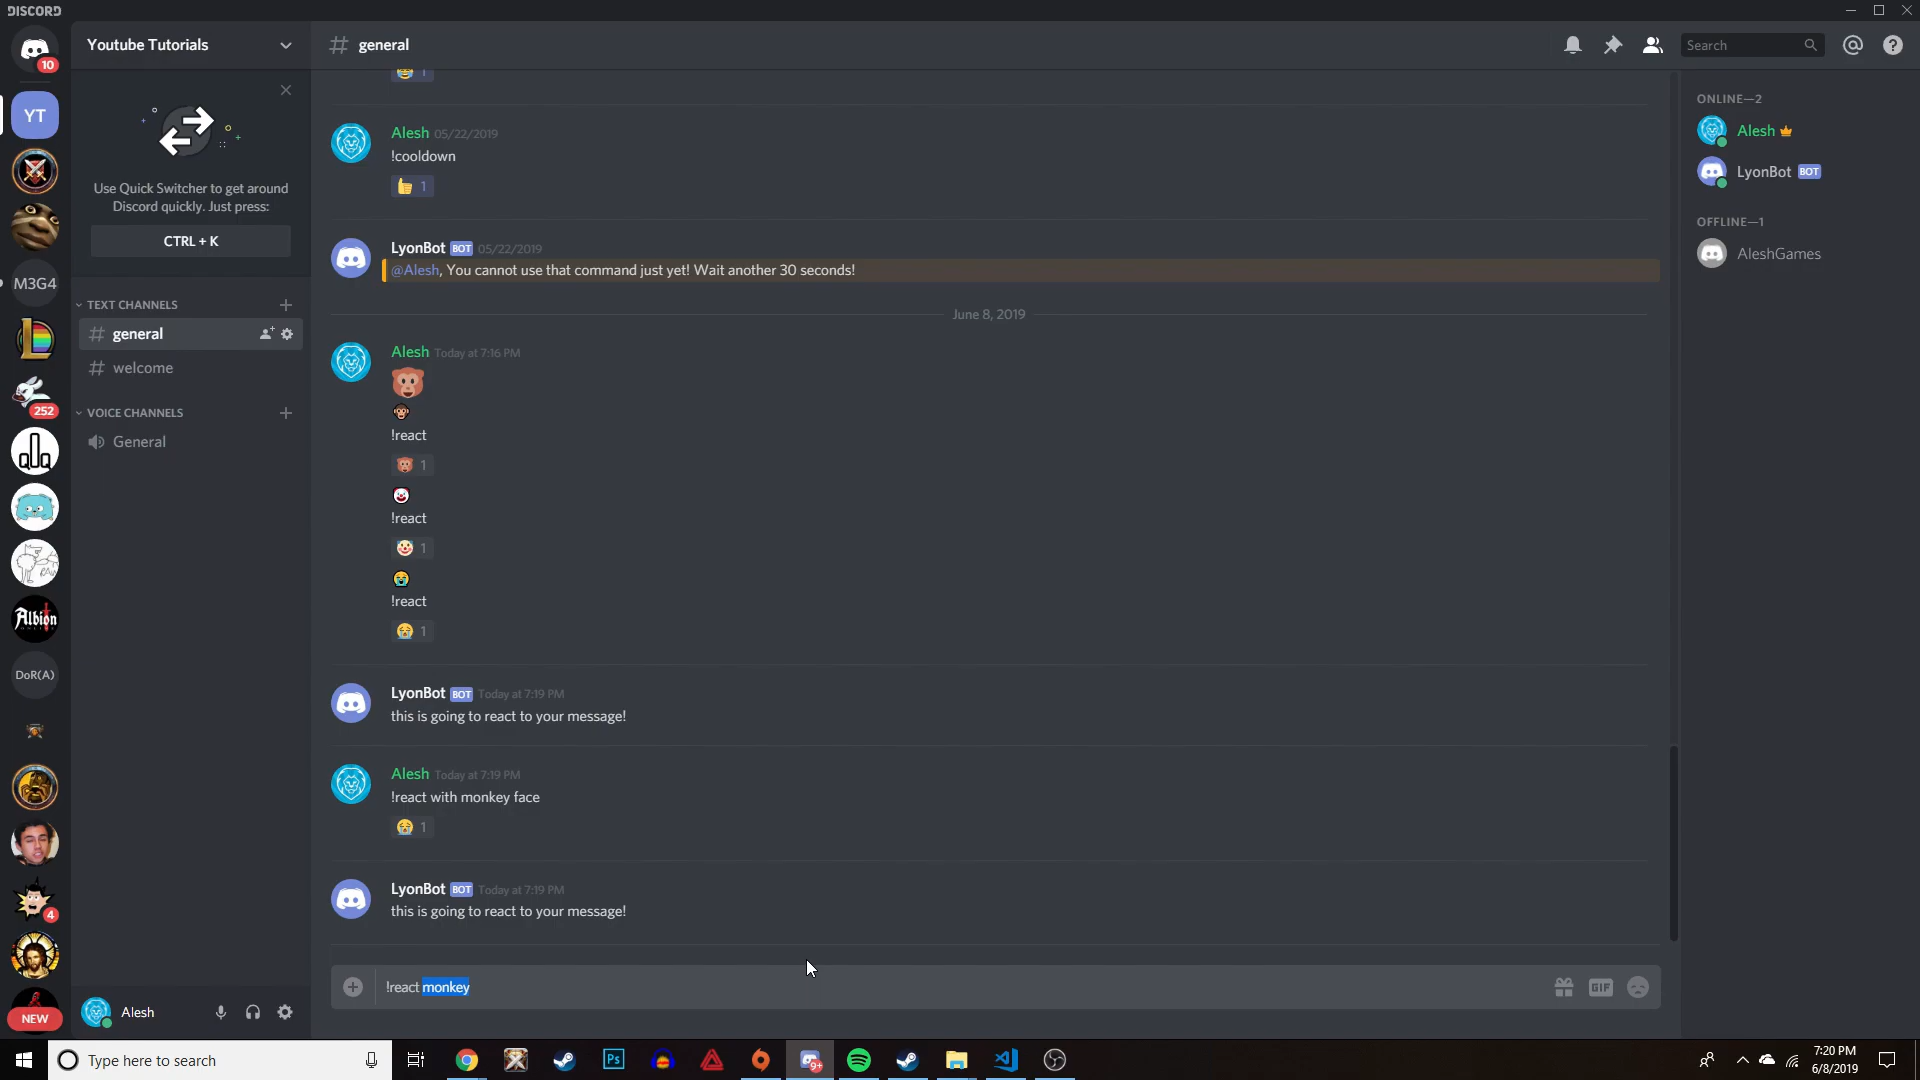 DISCORD
10
YT
M3G4
252
Albion
ONLINE
DoR(A)
4
NEW
Youtube Tutorials
Use Quick Switcher to get around
Discord quickly. Just press:
CTRL + K
TEXT CHANNELS
general
welcome
VOICE CHANNELS
General
Alesh
general
Search
1
Alesh 05/22/2019
!cooldown
1
LyonBot BOT 05/22/2019
@Alesh, You cannot use that command just yet! Wait another 30 seconds!
June 8, 2019
Alesh Today at 7:16 PM
!react
1
!react
1
!react
1
LyonBot BOT Today at 7:19 PM
this is going to react to your message!
Alesh Today at 7:19 PM
!react with monkey face
1
LyonBot BOT Today at 7:19 PM
this is going to react to your message!
!react monkey
GIF
ONLINE—2
Alesh
LyonBot BOT
OFFLINE—1
AleshGames
Type here to search
Ps
9+
7:20 PM
6/8/2019